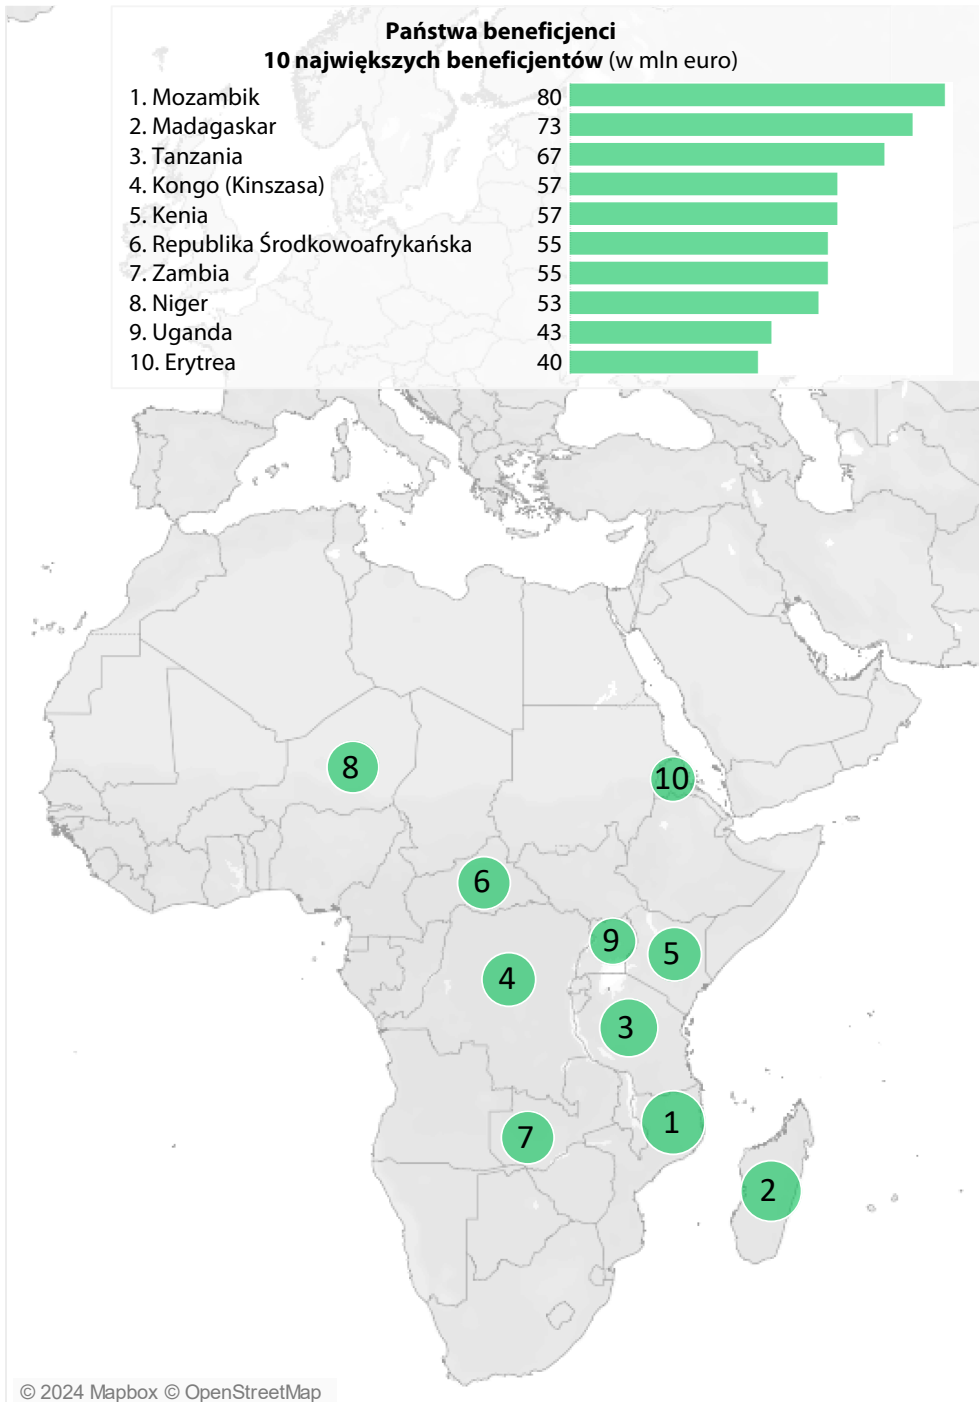 Państwa beneficjenci
10 największych beneficjentów (w mln euro)
1. Mozambik 80
2. Madagaskar 73
3. Tanzania 67
4. Kongo (Kinszasa) 57
5. Kenia 57
6. Republika Środkowoafrykańska 55
7. Zambia 55
8. Niger 53
9. Uganda 43
10. Erytrea 40
8
10
6
9
5
4
3
1
7
2
© 2024 Mapbox © OpenStreetMap